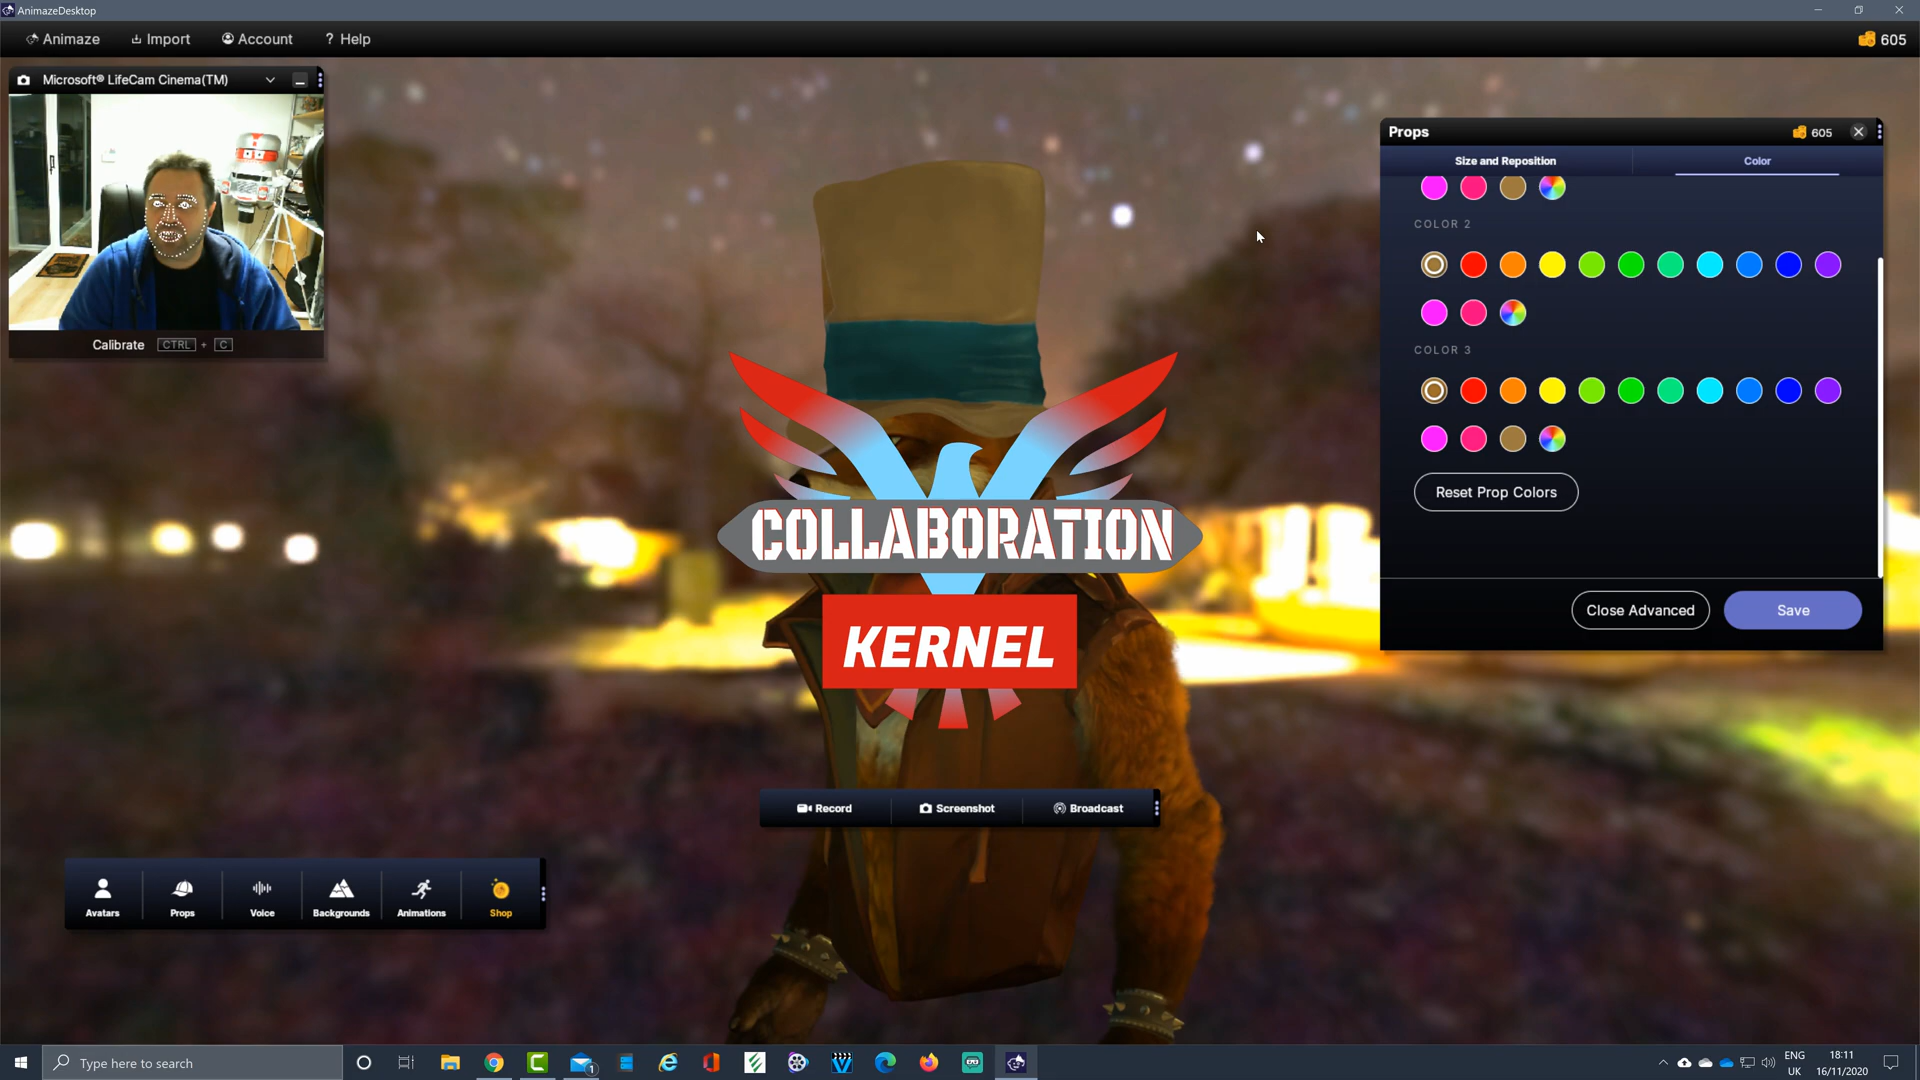 AnimazeDesktop
Animaze Import Account ? Help 605
Microsoft® LifeCam Cinema(TM)
Calibrate CTRL + C
Props 605
Size and Reposition Color
COLOR 2
COLOR 3
Reset Prop Colors
Close Advanced Save
COLLABORATION
KERNEL
Record Screenshot Broadcast
Avatars Props Voice Backgrounds Animations Shop
Type here to search
1
ENG
UK
18:11
16/11/2020